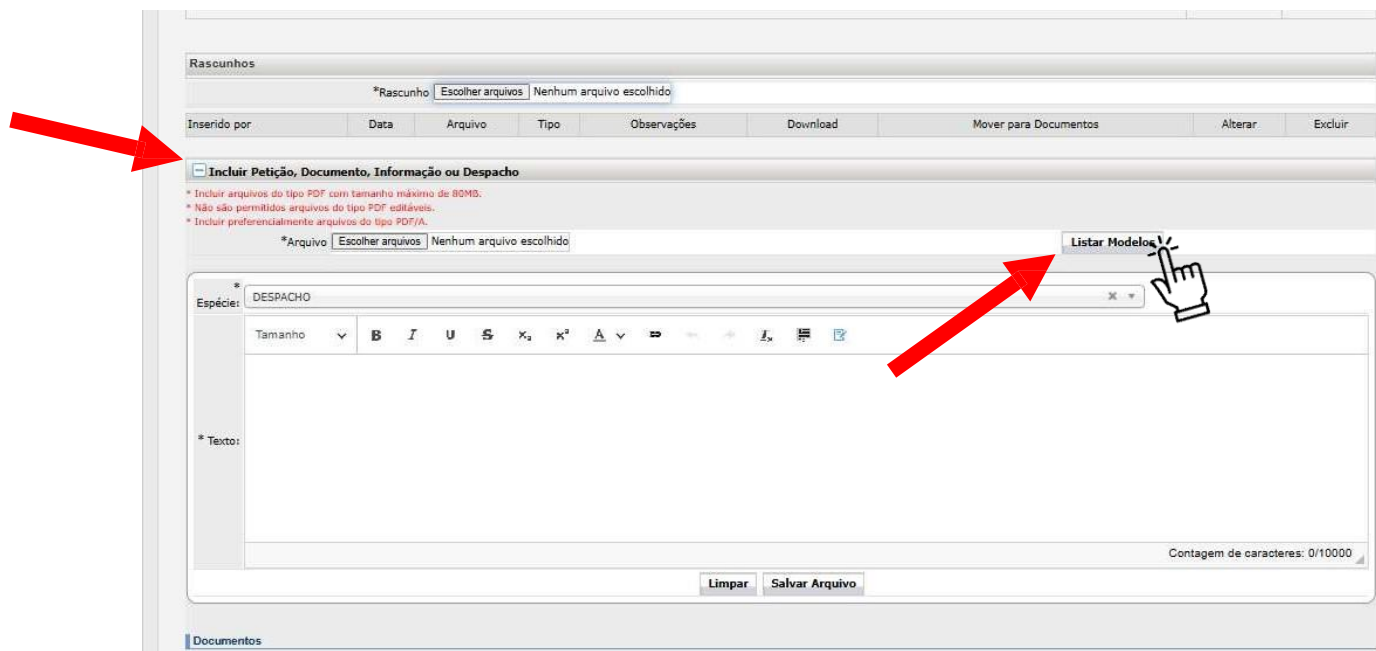 Rascunhos
*Rascunho Escolher arquivos Nenhum arquivo escolhido
Inserido por Data Arquivo Tipo Observações Download Mover para Documentos Alterar Excluir
Incluir Petição, Documento, Informação ou Despacho
* Incluir arquivos do tipo PDF com tamanho máximo de 80MB.
* Não são permitidos arquivos do tipo PDF editáveis.
* Incluir preferencialmente arquivos do tipo PDF/A.
*Arquivo Escolher arquivos Nenhum arquivo escolhido Listar Modelos
*
Espécie: DESPACHO
Tamanho B I U S x₂ x² A Iₓ
* Texto:
Contagem de caracteres: 0/10000
Limpar Salvar Arquivo
Documentos